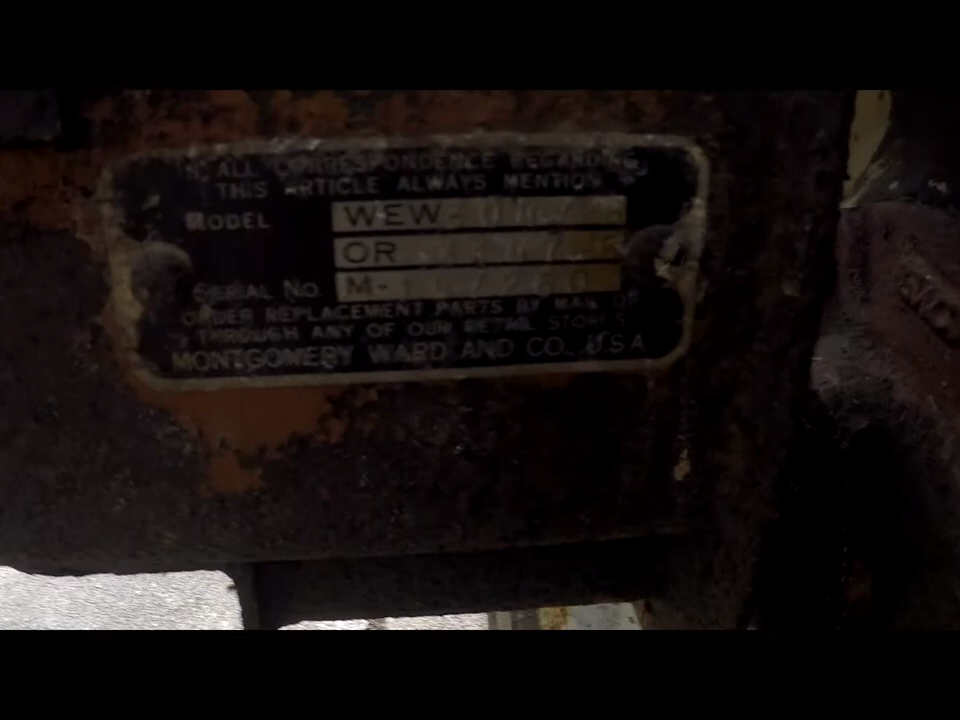 IN ALL CORRESPONDENCE REGARDING
THIS ARTICLE ALWAYS MENTION
MODEL WEW-
OR
SERIAL NO. M-
ORDER REPLACEMENT PARTS BY MAIL OR
THROUGH ANY OF OUR RETAIL STORES
MONTGOMERY WARD AND CO. U.S.A